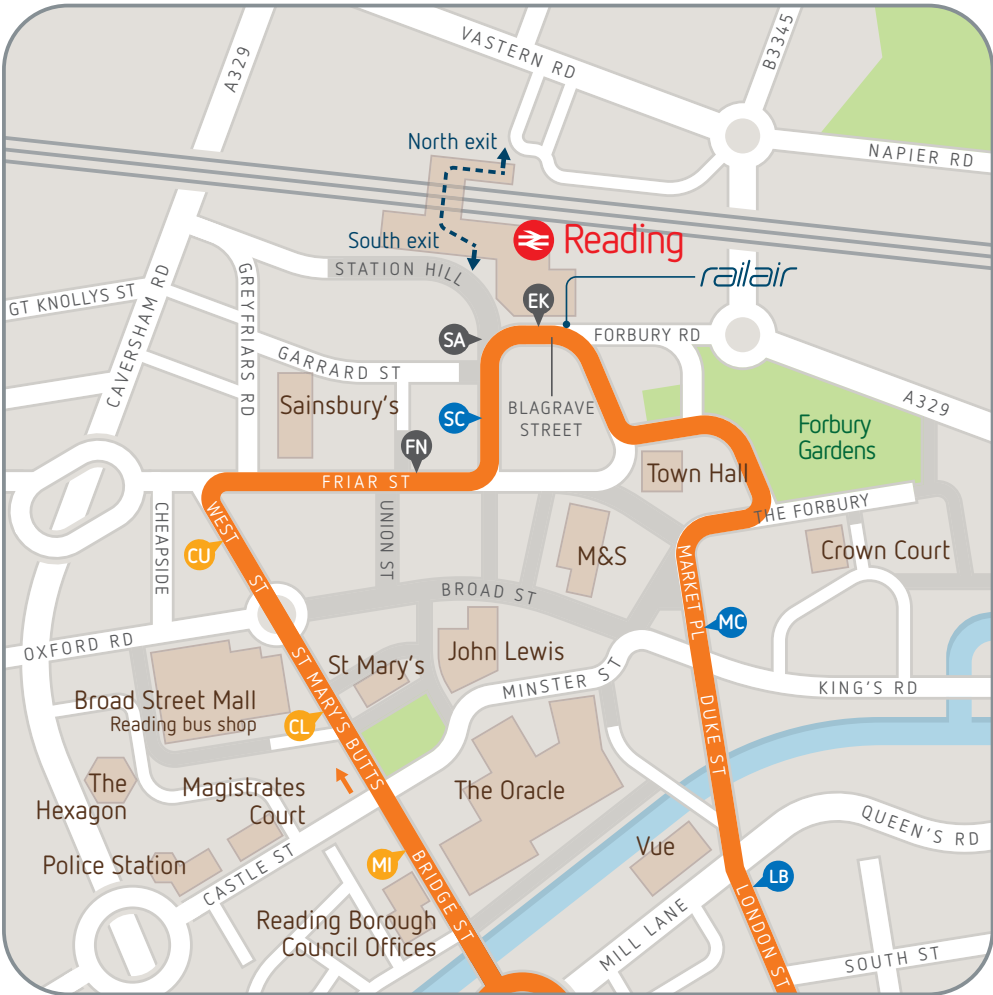 VASTERN RD
B3345
A329
NAPIER RD
North exit
South exit
Reading
railair
STATION HILL
GT KNOLLYS ST
CAVERSHAM RD
GREYFRIARS RD
GARRARD ST
EK
SA
FORBURY RD
A329
Sainsbury's
SC
BLAGRAVE
STREET
Forbury
Gardens
FN
FRIAR ST
Town Hall
THE FORBURY
WEST ST
CHEAPSIDE
UNION ST
CU
M&S
MARKET PL
Crown Court
BROAD ST
MC
OXFORD RD
St Mary's
John Lewis
MINSTER ST
KING'S RD
Broad Street Mall
Reading bus shop
CL
ST MARY'S BUTTS
DUKE ST
The
Hexagon
Magistrates
Court
The Oracle
QUEEN'S RD
Police Station
CASTLE ST
MI
BRIDGE ST
Vue
LB
LONDON ST
Reading Borough
Council Offices
MILL LANE
SOUTH ST